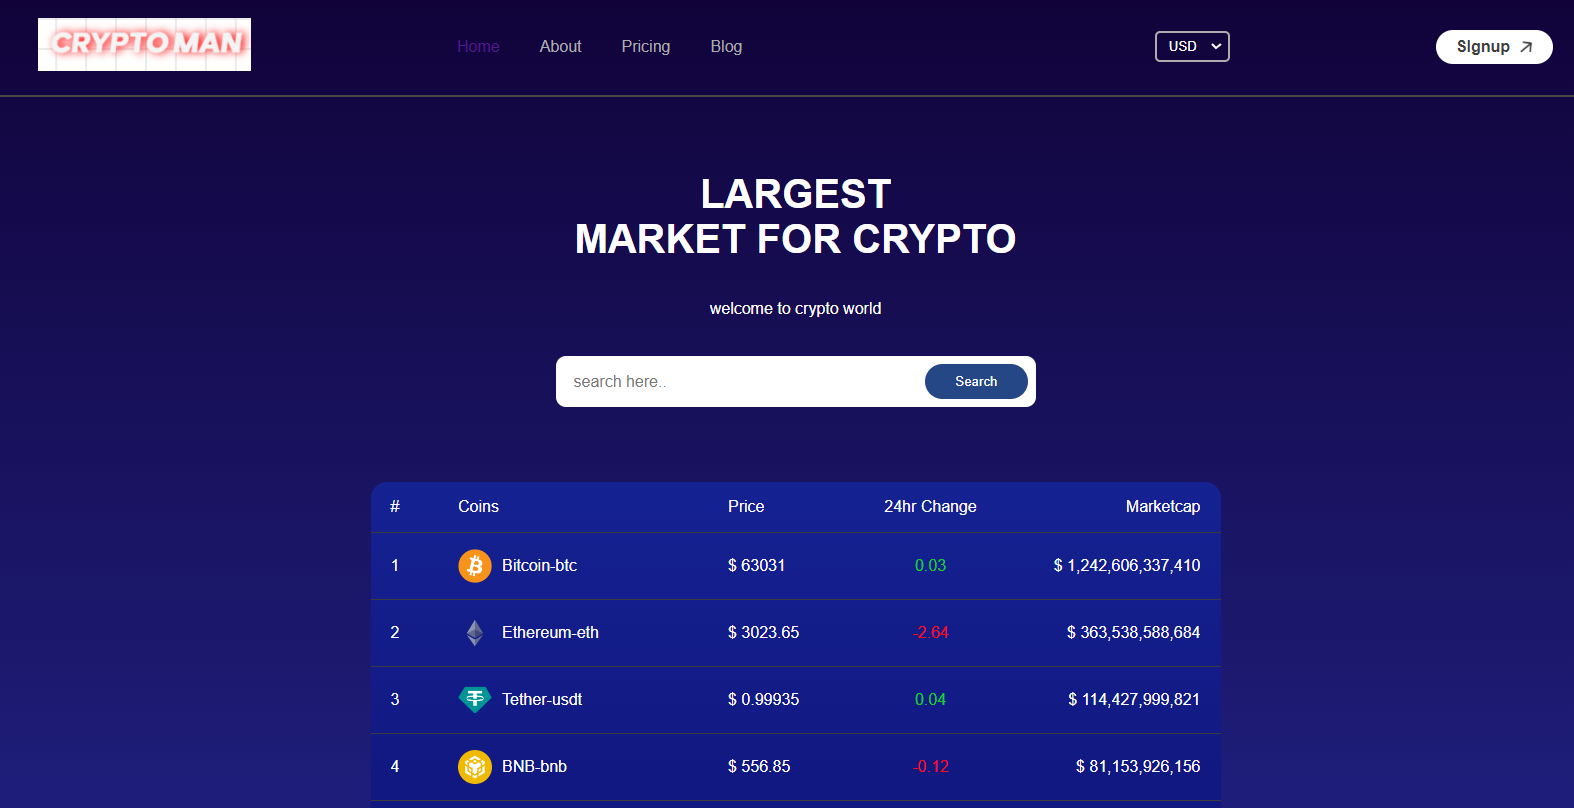 CRYPTO MAN
Home About Pricing Blog
USD
SIgnup
LARGEST
MARKET FOR CRYPTO
welcome to crypto world
search here.. Search
# Coins Price 24hr Change Marketcap
1 Bitcoin-btc $ 63031 0.03 $ 1,242,606,337,410
2 Ethereum-eth $ 3023.65 -2.64 $ 363,538,588,684
3 Tether-usdt $ 0.99935 0.04 $ 114,427,999,821
4 BNB-bnb $ 556.85 -0.12 $ 81,153,926,156